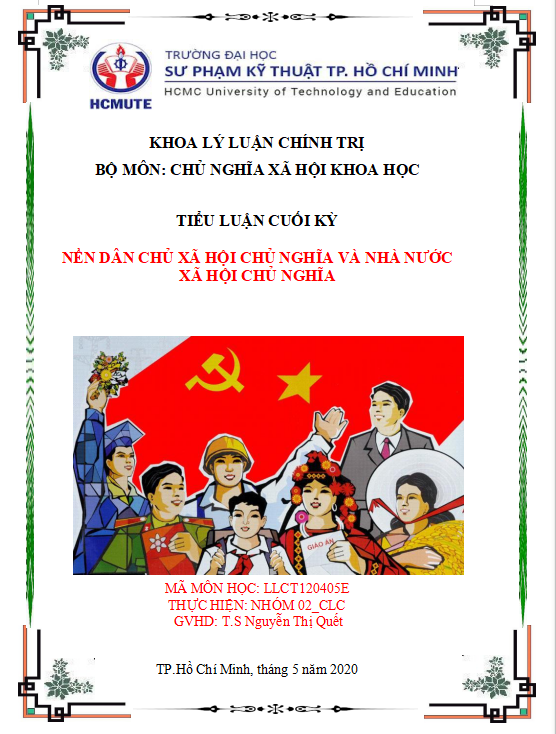 TRƯỜNG ĐẠI HỌC
SƯ PHẠM KỸ THUẬT TP. HỒ CHÍ MINH
HCMC University of Technology and Education
HCMUTE
KHOA LÝ LUẬN CHÍNH TRỊ
BỘ MÔN: CHỦ NGHĨA XÃ HỘI KHOA HỌC
TIỂU LUẬN CUỐI KỲ
NỀN DÂN CHỦ XÃ HỘI CHỦ NGHĨA VÀ NHÀ NƯỚC
XÃ HỘI CHỦ NGHĨA
GIÁO ÁN
MÃ MÔN HỌC: LLCT120405E
THỰC HIỆN: NHÓM 02_CLC
GVHD: T.S Nguyễn Thị Quết
TP.Hồ Chí Minh, tháng 5 năm 2020